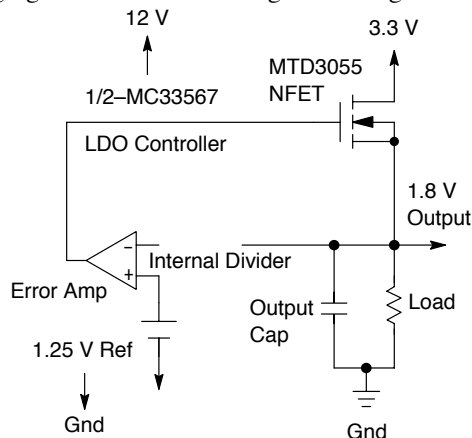 12 V
3.3 V
MTD3055
NFET
1/2–MC33567
LDO Controller
1.8 V
Output
–
Internal Divider
+
Error Amp
Output
Cap
Load
1.25 V Ref
Gnd
Gnd